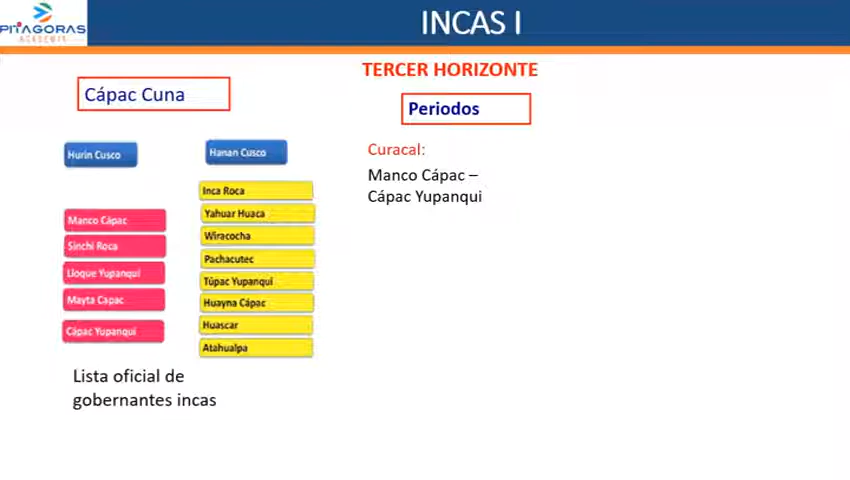 PITAGORAS
ACADEMIA
INCAS I
TERCER HORIZONTE
Cápac Cuna
Periodos
Hurin Cusco
Hanan Cusco
Manco Cápac
Sinchi Roca
Lloque Yupanqui
Mayta Capac
Cápac Yupanqui
Inca Roca
Yahuar Huaca
Wiracocha
Pachacutec
Túpac Yupanqui
Huayna Cápac
Huascar
Atahualpa
Lista oficial de
gobernantes incas
Curacal:
Manco Cápac –
Cápac Yupanqui